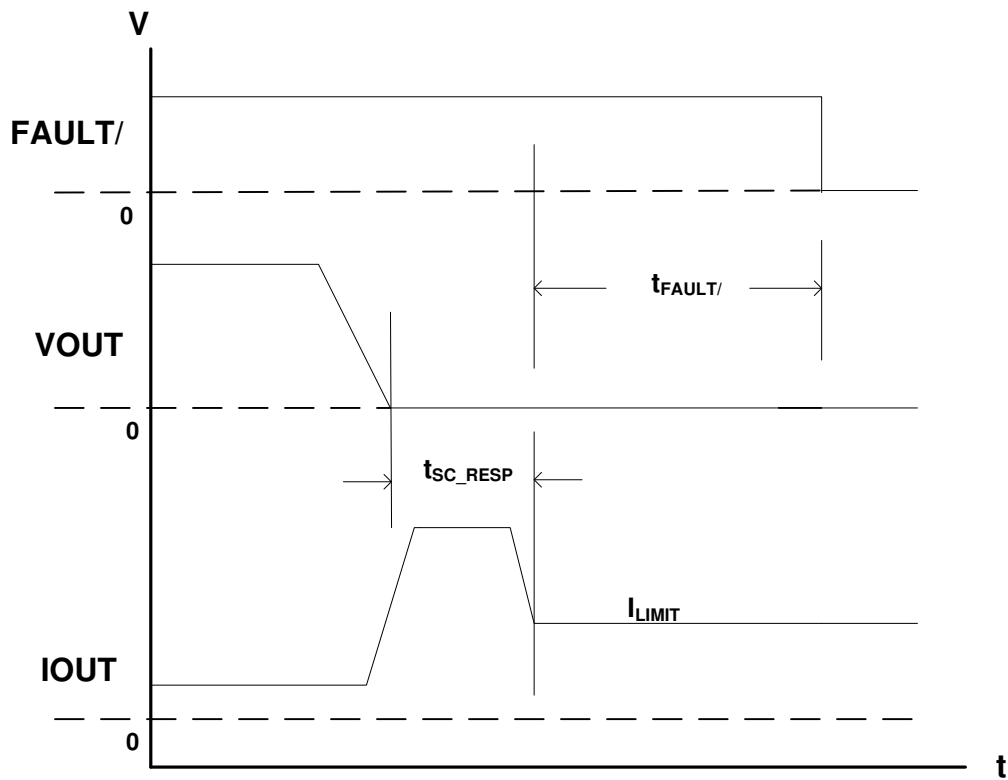 V
FAULT/
0
tFAULT/
VOUT
0
tSC_RESP
ILIMIT
IOUT
0
t